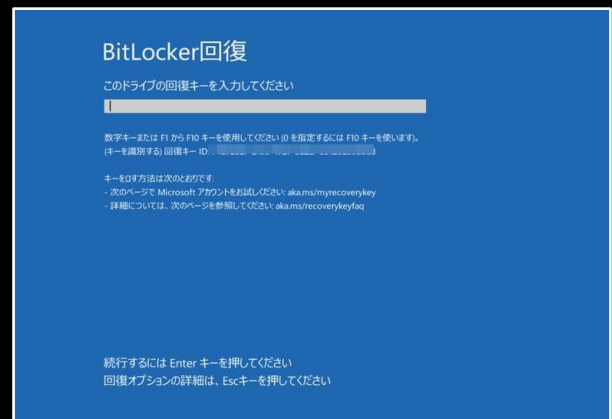 BitLocker回復
このドライブの回復キーを入力してください
数字キーまたは F1 から F10 キーを使用してください (0 を指定するには F10 キーを使います)。
(キーを識別する) 回復キー ID:
キーを口す方法は次のとおりです:
- 次のページで Microsoft アカウントをお試しください: aka.ms/myrecoverykey
- 詳細については、次のページを参照してください: aka.ms/recoverykeyfaq
続行するには Enter キーを押してください
回復オプションの詳細は、Escキーを押してください